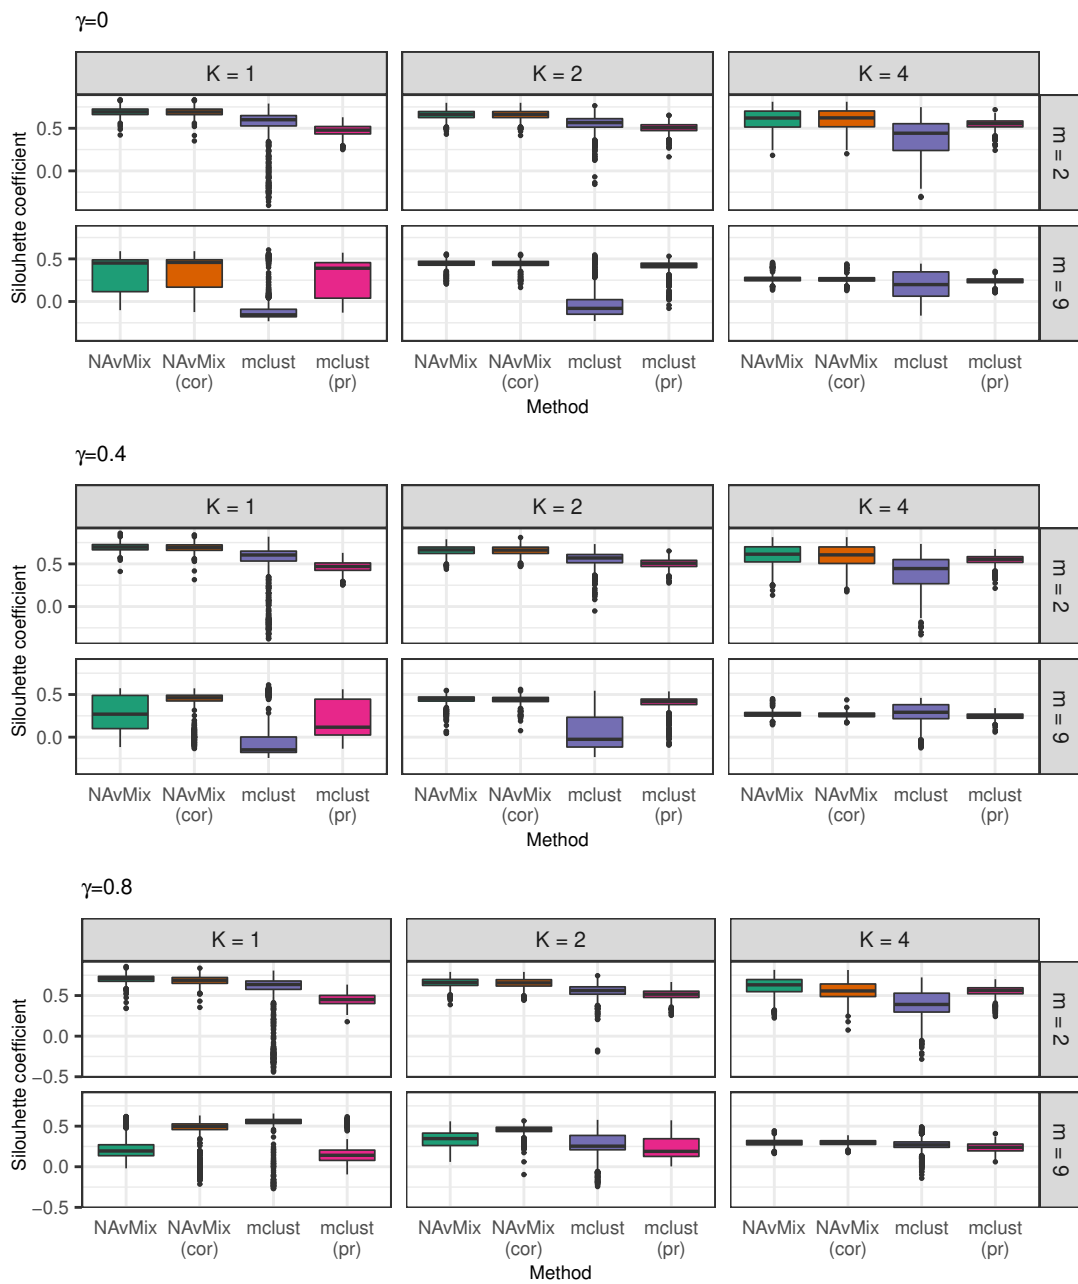 γ=0
K = 1
K = 2
K = 4
Silouhette coefficient
0.5
0.0
m = 2
0.5
0.0
m = 9
NAvMix
NAvMix
(cor)
mclust
mclust
(pr)
NAvMix
NAvMix
(cor)
mclust
mclust
(pr)
NAvMix
NAvMix
(cor)
mclust
mclust
(pr)
Method
γ=0.4
K = 1
K = 2
K = 4
Silouhette coefficient
0.5
0.0
m = 2
0.5
0.0
m = 9
NAvMix
NAvMix
(cor)
mclust
mclust
(pr)
NAvMix
NAvMix
(cor)
mclust
mclust
(pr)
NAvMix
NAvMix
(cor)
mclust
mclust
(pr)
Method
γ=0.8
K = 1
K = 2
K = 4
Silouhette coefficient
0.5
0.0
−0.5
m = 2
0.5
0.0
−0.5
m = 9
NAvMix
NAvMix
(cor)
mclust
mclust
(pr)
NAvMix
NAvMix
(cor)
mclust
mclust
(pr)
NAvMix
NAvMix
(cor)
mclust
mclust
(pr)
Method